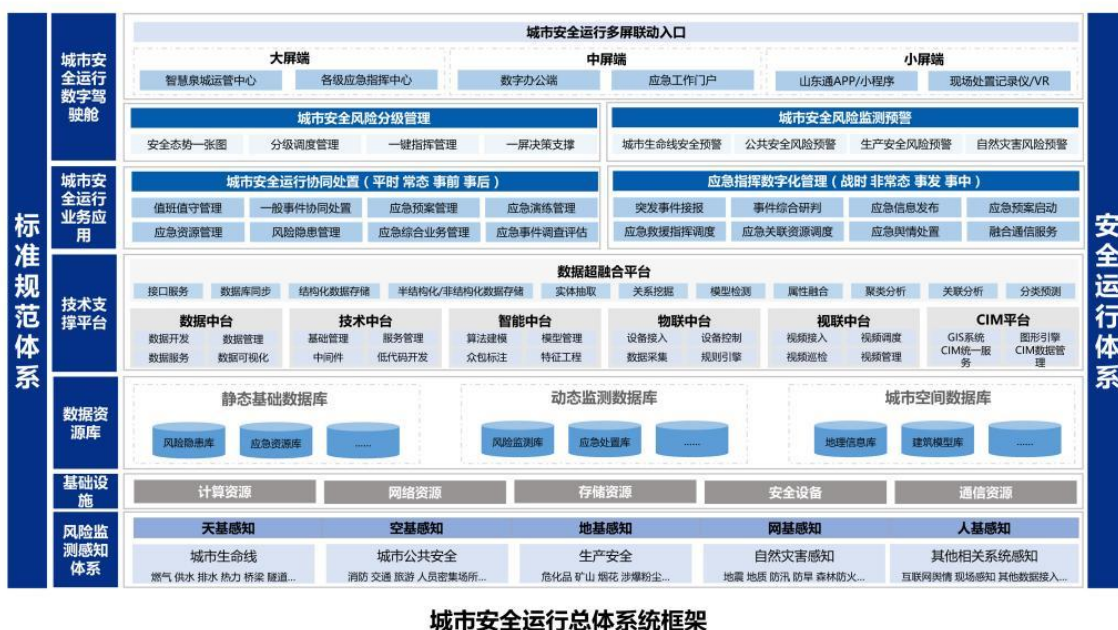 标准规范体系
城市安全运行数字驾驶舱
城市安全运行多屏联动入口
大屏端
中屏端
小屏端
智慧泉城运管中心
各级应急指挥中心
数字办公端
应急工作门户
山东通APP/小程序
现场处置记录仪/VR
城市安全风险分级管理
城市安全风险监测预警
安全态势一张图
分级调度管理
一键指挥管理
一屏决策支撑
城市生命线安全预警
公共安全风险预警
生产安全风险预警
自然灾害风险预警
城市安全运行业务应用
城市安全运行协同处置（平时 常态 事前 事后）
应急指挥数字化管理（战时 非常态 事发 事中）
值班值守管理
一般事件协同处置
应急预案管理
应急演练管理
突发事件接报
事件综合研判
应急信息发布
应急预案启动
应急资源管理
风险隐患管理
应急综合业务管理
应急事件调查评估
应急救援指挥调度
应急关联资源调度
应急舆情处置
融合通信服务
技术支撑平台
数据超融合平台
接口服务
数据库同步
结构化数据存储
半结构化/非结构化数据存储
实体抽取
关系挖掘
模型检测
属性融合
聚类分析
关联分析
分类预测
数据中台
数据开发
数据管理
数据服务
数据可视化
技术中台
基础管理
服务管理
中间件
低代码开发
智能中台
算法建模
模型管理
众包标注
特征工程
物联中台
设备接入
设备控制
数据采集
规则引擎
视联中台
视频接入
视频调度
视频巡检
视频管理
CIM平台
GIS系统
图形引擎
CIM统一服务
CIM数据管理
数据资源库
静态基础数据库
风险隐患库
应急资源库
……
动态监测数据库
风险监测库
应急处置库
……
城市空间数据库
地理信息库
建筑模型库
……
基础设施
计算资源
网络资源
存储资源
安全设备
通信资源
风险监测感知体系
天基感知
空基感知
地基感知
网基感知
人基感知
城市生命线
燃气 供水 排水 热力 桥梁 隧道...
城市公共安全
消防 交通 旅游 人员密集场所...
生产安全
危化品 矿山 烟花 涉爆粉尘...
自然灾害感知
地震 地质 防汛 防旱 森林防火...
其他相关系统感知
互联网舆情 现场感知 其他数据接入...
安全运行体系
城市安全运行总体系统框架